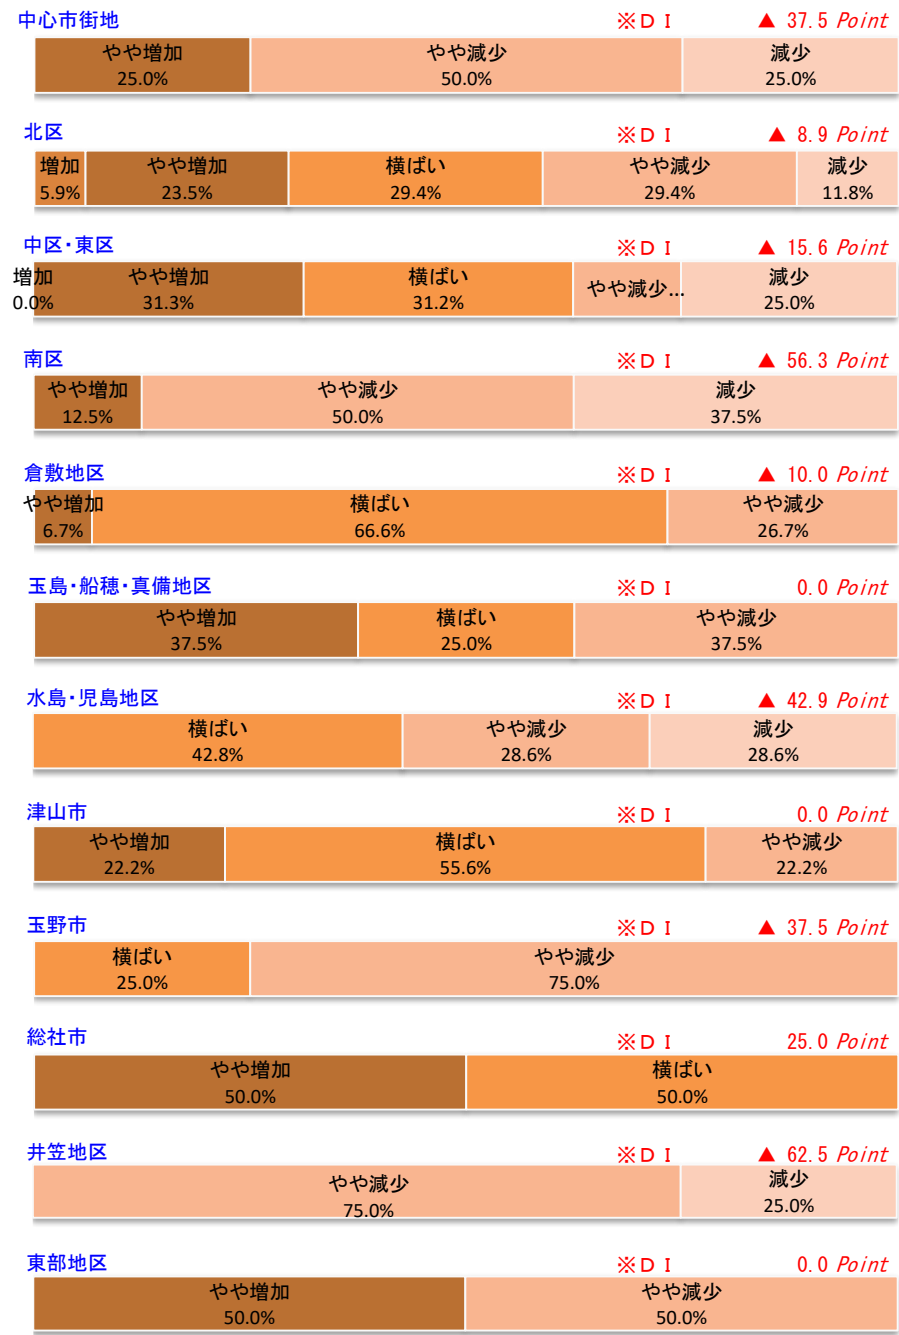 中心市街地 ※ＤＩ ▲ 37.5 Point
やや増加 やや減少 減少
25.0% 50.0% 25.0%
北区 ※ＤＩ ▲ 8.9 Point
増加 やや増加 横ばい やや減少 減少
5.9% 23.5% 29.4% 29.4% 11.8%
中区・東区 ※ＤＩ ▲ 15.6 Point
増加 やや増加 横ばい やや減少... 減少
0.0% 31.3% 31.2% 25.0%
南区 ※ＤＩ ▲ 56.3 Point
やや増加 やや減少 減少
12.5% 50.0% 37.5%
倉敷地区 ※ＤＩ ▲ 10.0 Point
やや増加 横ばい やや減少
6.7% 66.6% 26.7%
玉島・船穂・真備地区 ※ＤＩ 0.0 Point
やや増加 横ばい やや減少
37.5% 25.0% 37.5%
水島・児島地区 ※ＤＩ ▲ 42.9 Point
横ばい やや減少 減少
42.8% 28.6% 28.6%
津山市 ※ＤＩ 0.0 Point
やや増加 横ばい やや減少
22.2% 55.6% 22.2%
玉野市 ※ＤＩ ▲ 37.5 Point
横ばい やや減少
25.0% 75.0%
総社市 ※ＤＩ 25.0 Point
やや増加 横ばい
50.0% 50.0%
井笠地区 ※ＤＩ ▲ 62.5 Point
やや減少 減少
75.0% 25.0%
東部地区 ※ＤＩ 0.0 Point
やや増加 やや減少
50.0% 50.0%